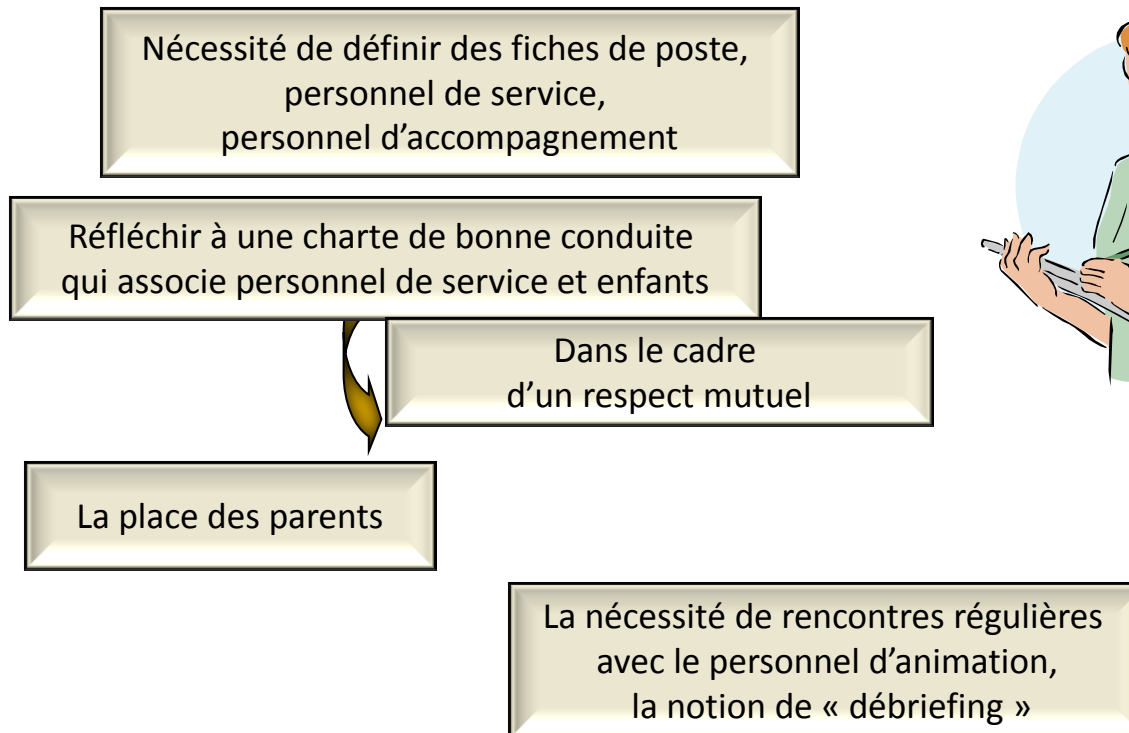 Nécessité de définir des fiches de poste,
personnel de service,
personnel d’accompagnement
Réfléchir à une charte de bonne conduite
qui associe personnel de service et enfants
Dans le cadre
d’un respect mutuel
La place des parents
La nécessité de rencontres régulières
avec le personnel d’animation,
la notion de « débriefing »